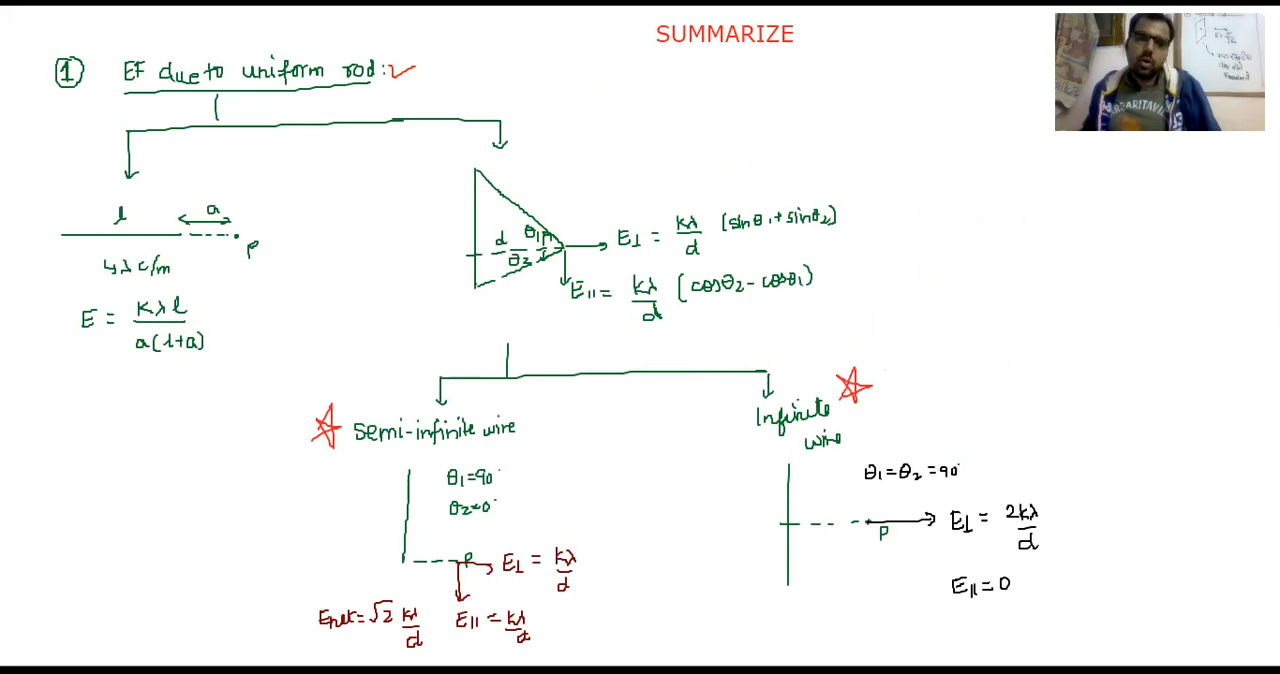 SUMMARIZE
1 EF due to uniform rod:
l
a
P
λ c/m
E = kλl / a(l+a)
d
θ1
θ2
E⊥ = kλ/d [sinθ1+sinθ2]
E|| = kλ/d (cosθ2-cosθ1)
Semi-infinite wire
θ1=90°
θ2=0°
P
E⊥ = kλ/d
Enet=√2 kλ/d
E|| = kλ/d
Infinite wire
θ1=θ2=90°
P
E⊥ = 2kλ/d
E||=0
MARGARITAVIL